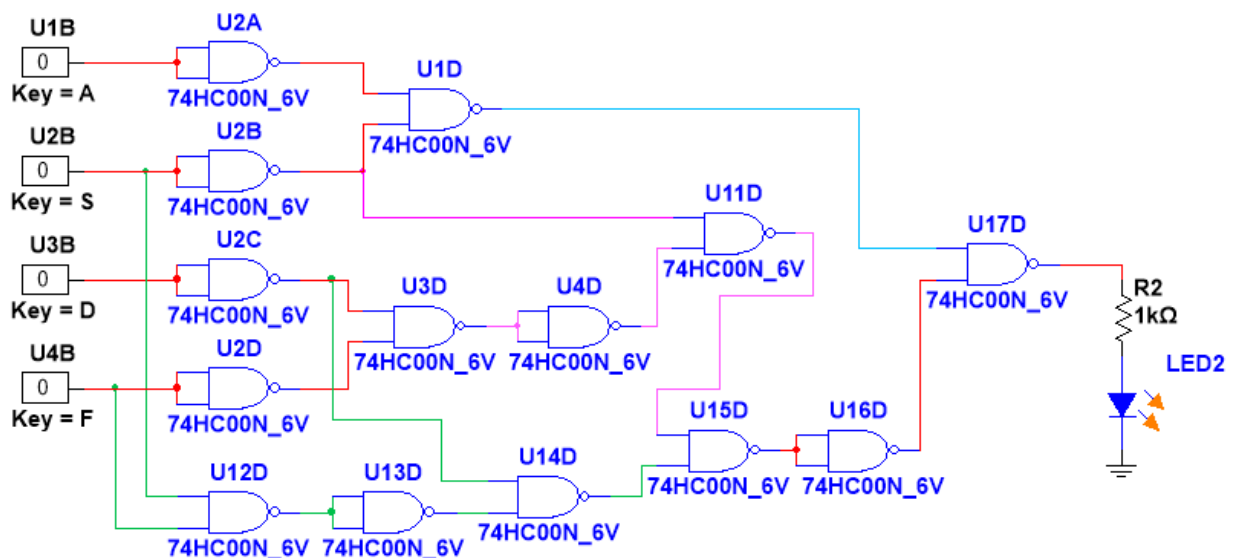 U1B
0
Key = A
U2A
74HC00N_6V
U1D
74HC00N_6V
U2B
0
Key = S
U2B
74HC00N_6V
U11D
74HC00N_6V
U17D
74HC00N_6V
U3B
0
Key = D
U2C
74HC00N_6V
U3D
74HC00N_6V
U4D
74HC00N_6V
R2
1kΩ
U4B
0
Key = F
U2D
74HC00N_6V
LED2
U15D
74HC00N_6V
U16D
74HC00N_6V
U12D
74HC00N_6V
U13D
74HC00N_6V
U14D
74HC00N_6V